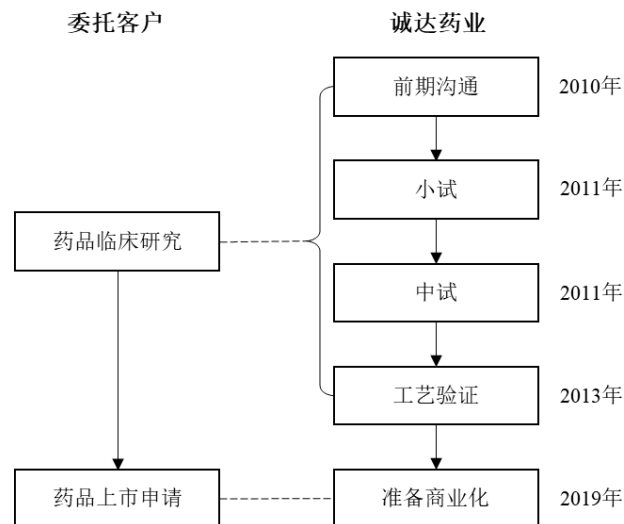 委托客户 诚达药业
前期沟通 2010年
小试 2011年
药品临床研究
中试 2011年
工艺验证 2013年
药品上市申请 准备商业化 2019年